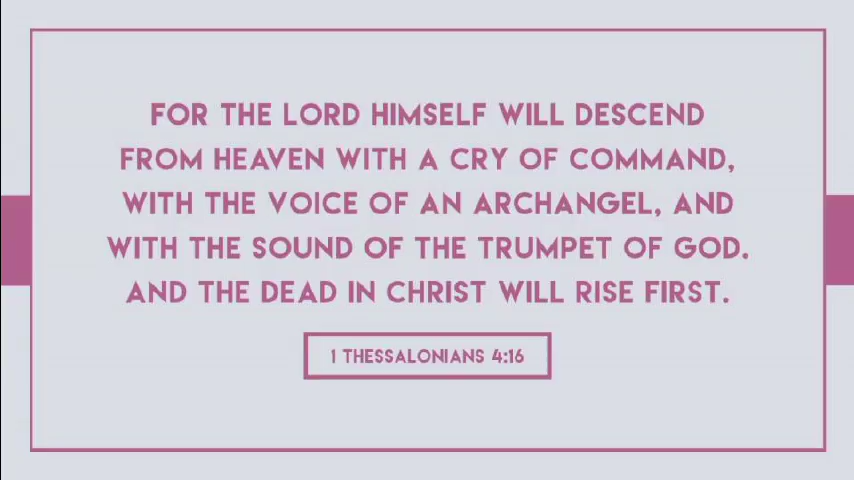 FOR THE LORD HIMSELF WILL DESCEND
FROM HEAVEN WITH A CRY OF COMMAND,
WITH THE VOICE OF AN ARCHANGEL, AND
WITH THE SOUND OF THE TRUMPET OF GOD.
AND THE DEAD IN CHRIST WILL RISE FIRST.
1 THESSALONIANS 4:16